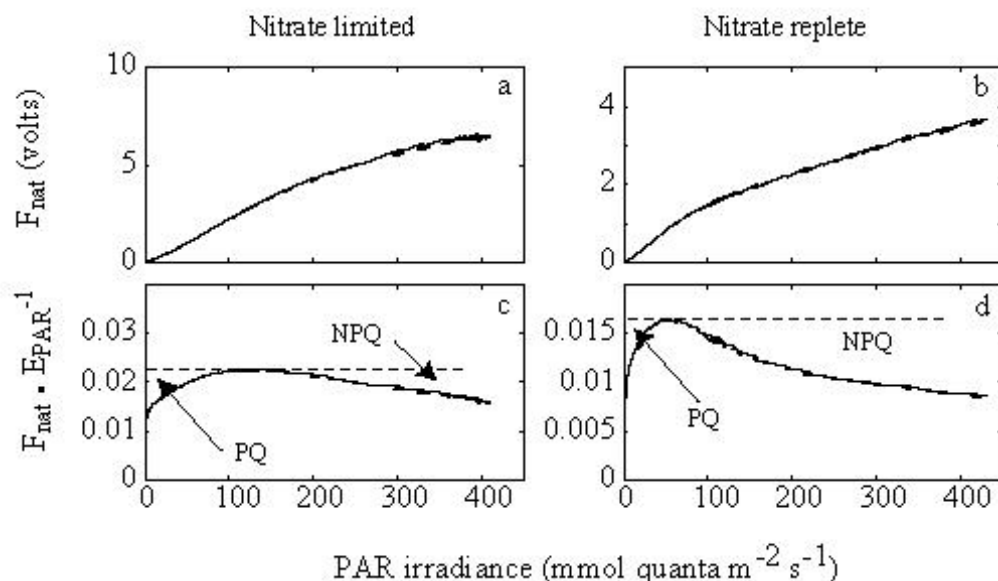 Nitrate limited Nitrate replete
10
5
0
F_nat (volts)
a
4
2
0
b
0.03
0.02
0.01
0
F_nat • E_PAR^-1
c
NPQ
PQ
0 100 200 300 400
0.015
0.01
0.005
0
d
NPQ
PQ
0 100 200 300 400
PAR irradiance (mmol quanta m^-2 s^-1)